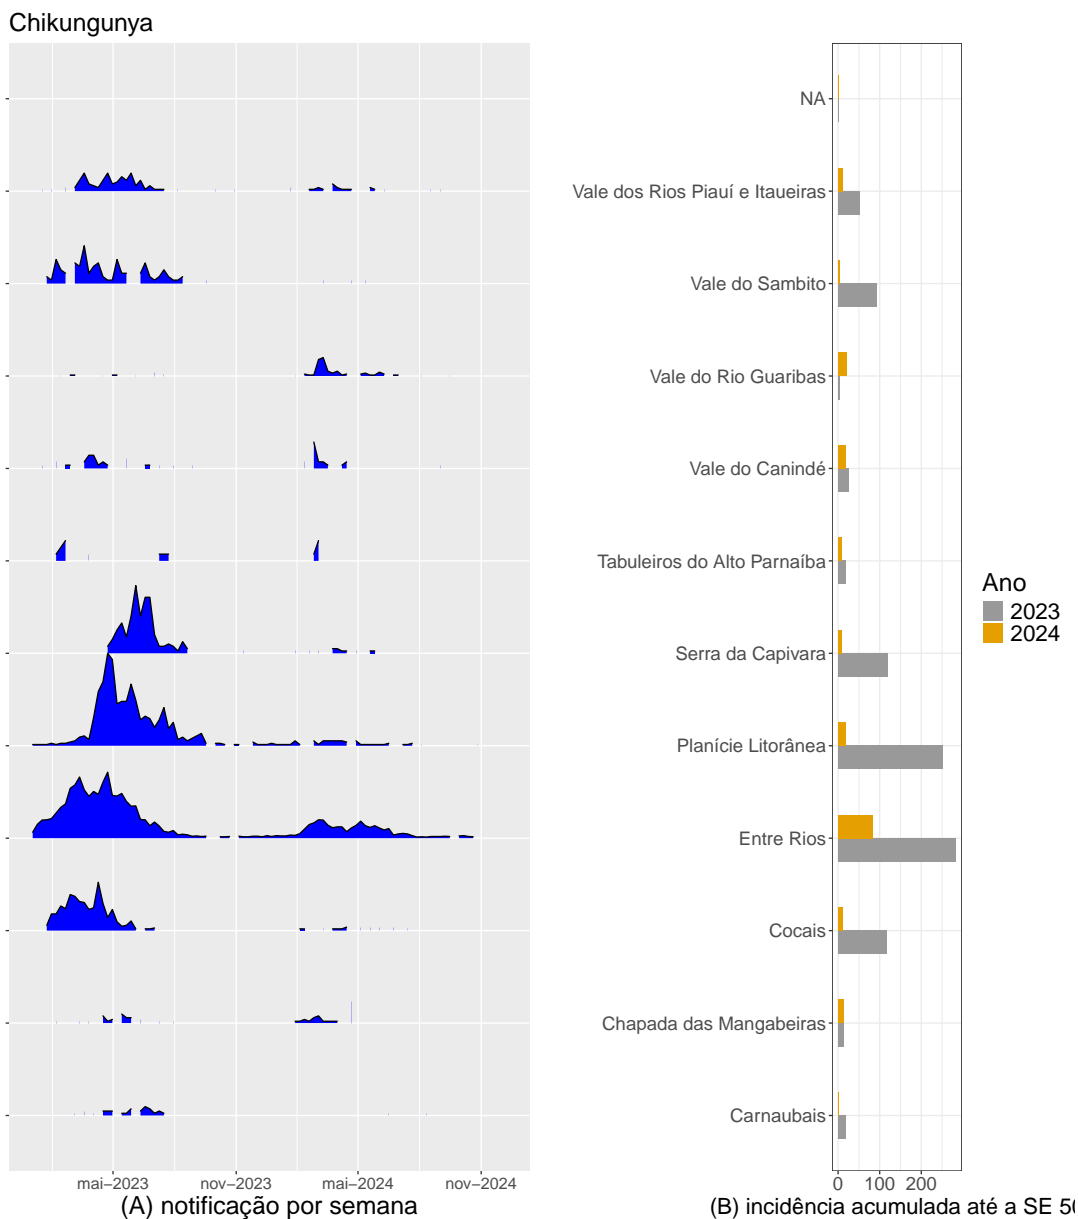 Chikungunya
NA
Vale dos Rios Piauí e Itaueiras
Vale do Sambito
Vale do Rio Guaribas
Vale do Canindé
Tabuleiros do Alto Parnaíba
Serra da Capivara
Planície Litorânea
Entre Rios
Cocais
Chapada das Mangabeiras
Carnaubais
Ano
2023
2024
mai−2023 nov−2023 mai−2024 nov−2024
0 100 200
(A) notificação por semana
(B) incidência acumulada até a SE 50